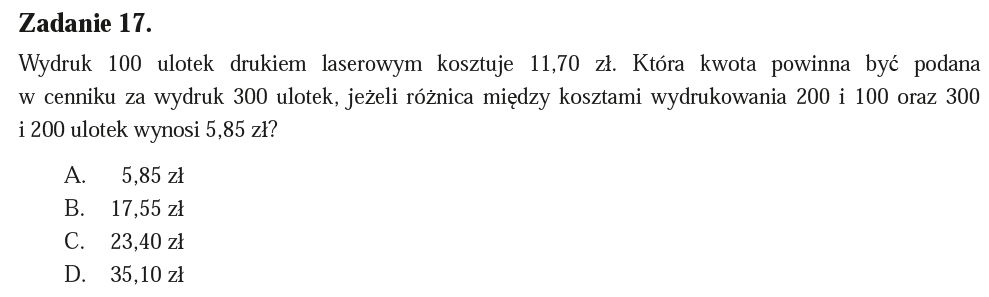 Zadanie 17.
Wydruk 100 ulotek drukiem laserowym kosztuje 11,70 zł. Która kwota powinna być podana
w cenniku za wydruk 300 ulotek, jeżeli różnica między kosztami wydrukowania 200 i 100 oraz 300
i 200 ulotek wynosi 5,85 zł?
A. 5,85 zł
B. 17,55 zł
C. 23,40 zł
D. 35,10 zł